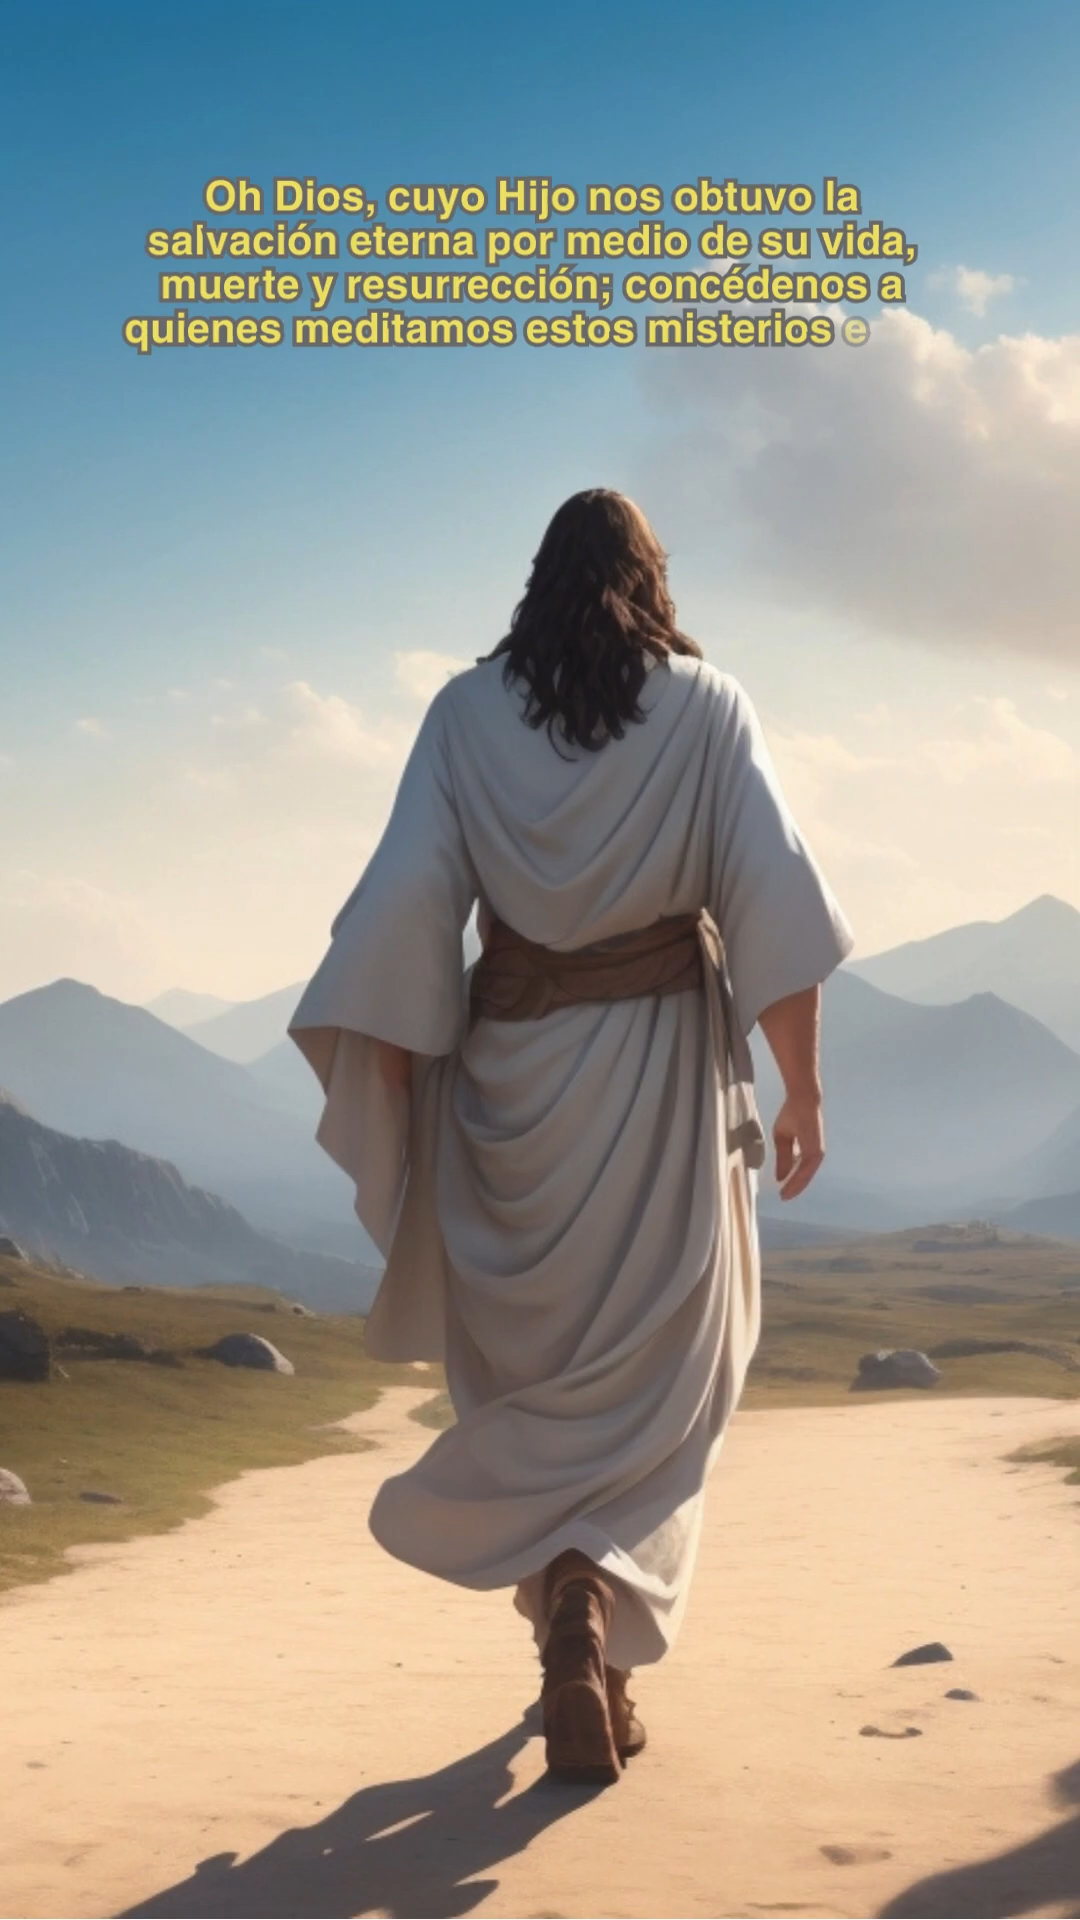 Oh Dios, cuyo Hijo nos obtuvo la
salvación eterna por medio de su vida,
muerte y resurrección; concédenos a
quienes meditamos estos misterios e